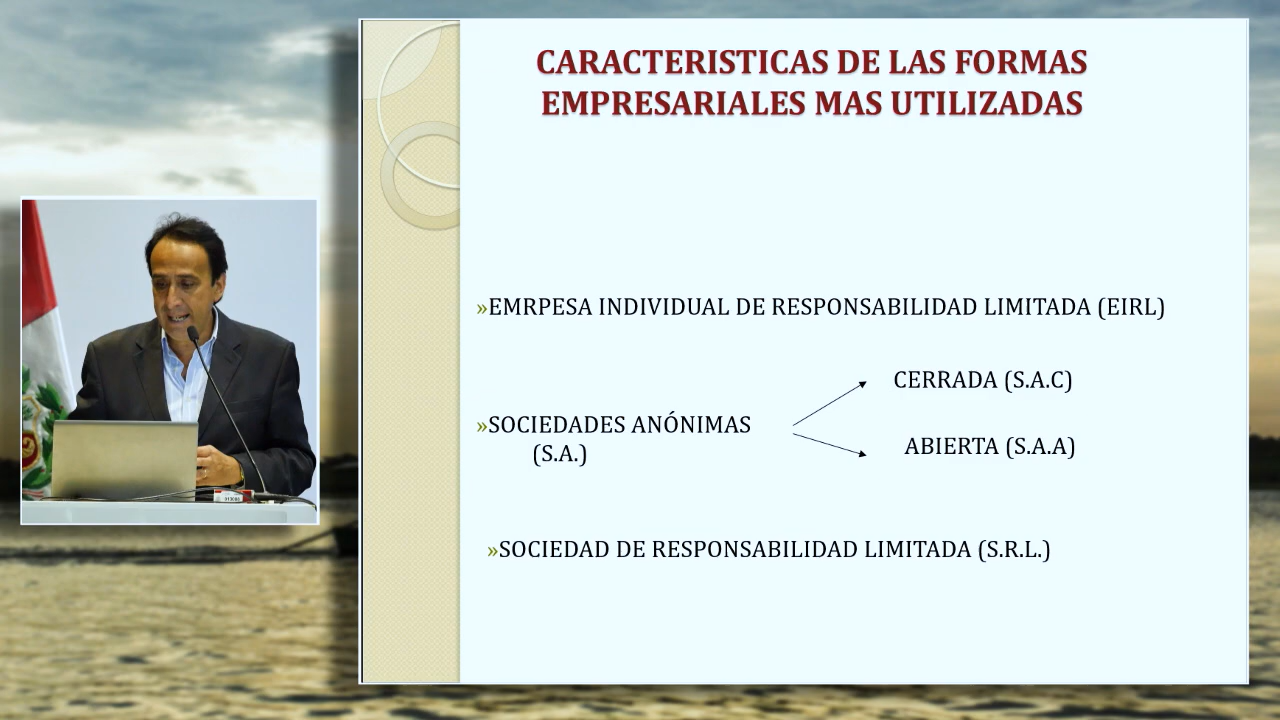 CARACTERISTICAS DE LAS FORMAS
EMPRESARIALES MAS UTILIZADAS
»EMRPESA INDIVIDUAL DE RESPONSABILIDAD LIMITADA (EIRL)
CERRADA (S.A.C)
»SOCIEDADES ANÓNIMAS
(S.A.)
ABIERTA (S.A.A)
»SOCIEDAD DE RESPONSABILIDAD LIMITADA (S.R.L.)